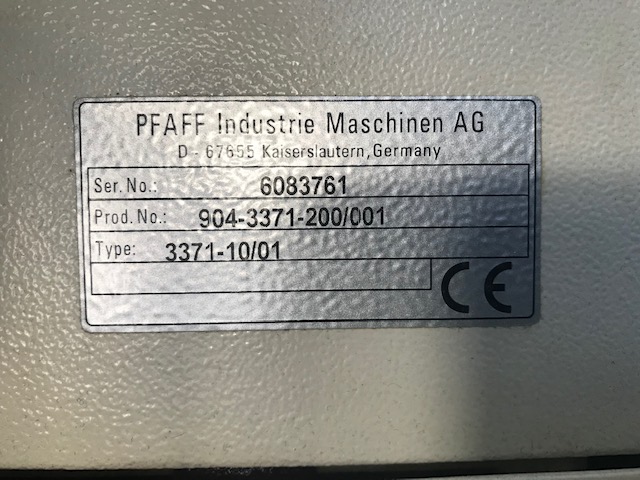 PFAFF Industrie Maschinen AG
D - 67655 Kaiserslautern, Germany
Ser. No.: 6083761
Prod. No.: 904-3371-200/001
Type: 3371-10/01
CE